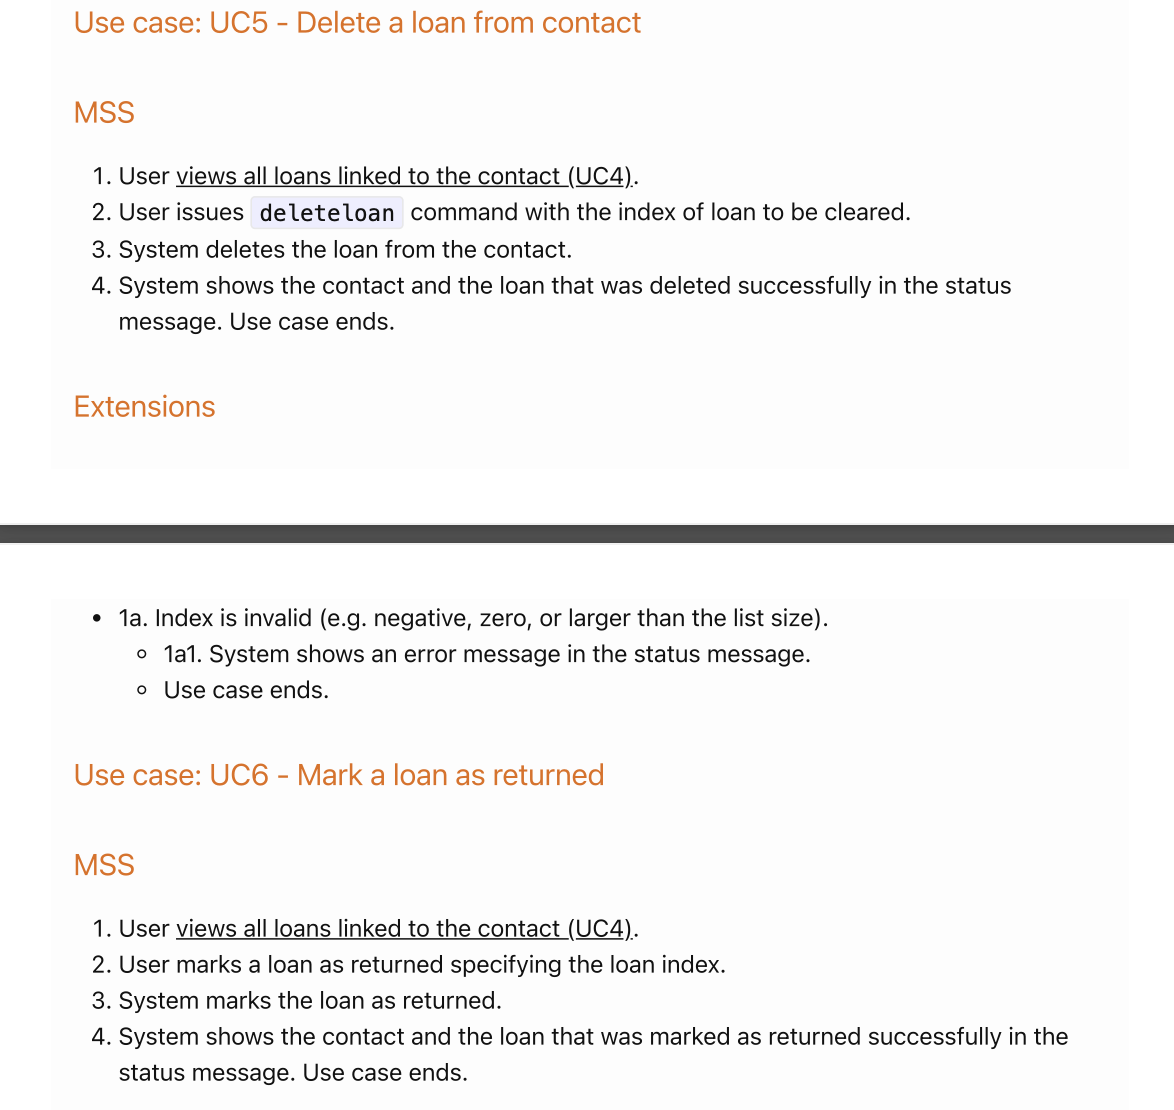 Use case: UC5 - Delete a loan from contact
MSS
1. User views all loans linked to the contact (UC4).
2. User issues deleteloan command with the index of loan to be cleared.
3. System deletes the loan from the contact.
4. System shows the contact and the loan that was deleted successfully in the status
message. Use case ends.
Extensions
• 1a. Index is invalid (e.g. negative, zero, or larger than the list size).
◦ 1a1. System shows an error message in the status message.
◦ Use case ends.
Use case: UC6 - Mark a loan as returned
MSS
1. User views all loans linked to the contact (UC4).
2. User marks a loan as returned specifying the loan index.
3. System marks the loan as returned.
4. System shows the contact and the loan that was marked as returned successfully in the
status message. Use case ends.